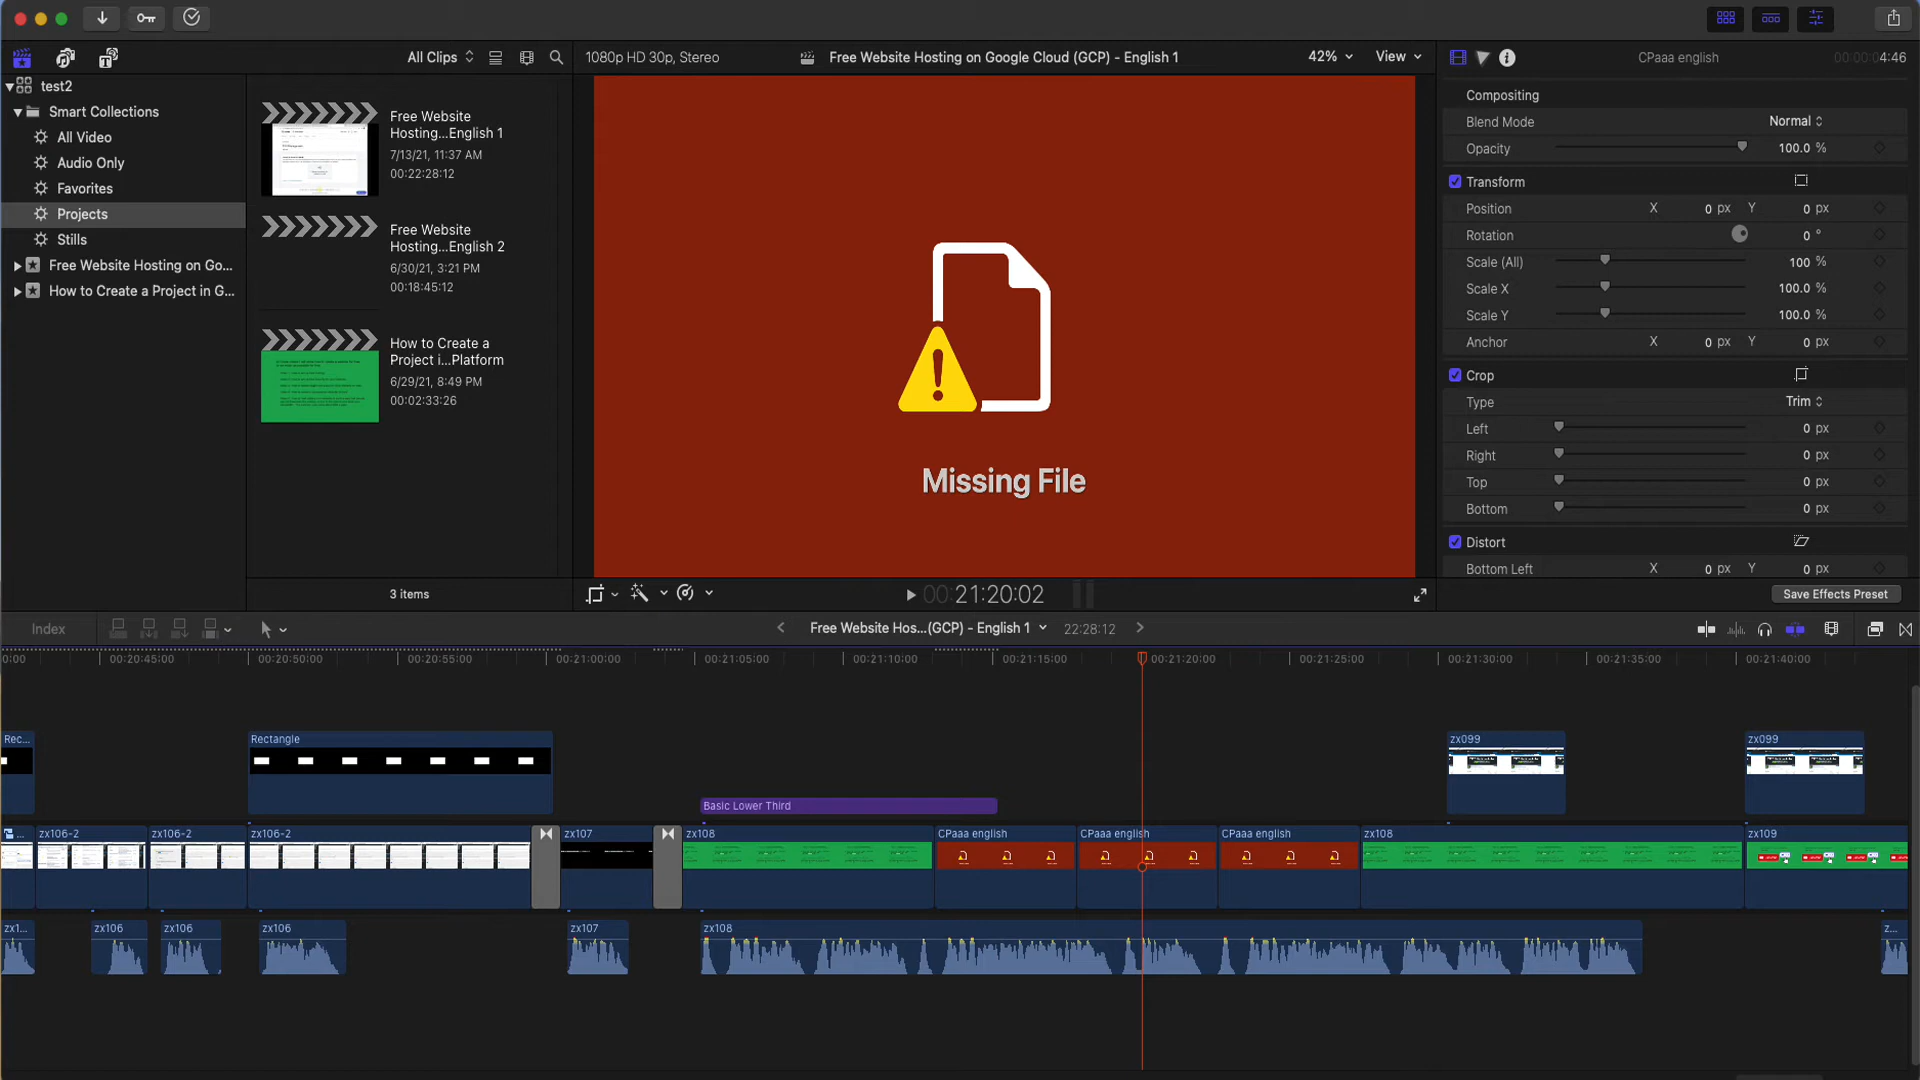 All Clips
1080p HD 30p, Stereo
Free Website Hosting on Google Cloud (GCP) - English 1
42%
View
CPaaa english
00:00:04:46
test2
Smart Collections
All Video
Audio Only
Favorites
Projects
Stills
Free Website Hosting on Go...
How to Create a Project in G...
Free Website
Hosting...English 1
7/13/21, 11:37 AM
00:22:28:12
Free Website
Hosting...English 2
6/30/21, 3:21 PM
00:18:45:12
How to Create a
Project i...Platform
6/29/21, 8:49 PM
00:02:33:26
3 items
Missing File
00:21:20:02
Compositing
Blend Mode Normal
Opacity 100.0 %
Transform
Position X 0 px Y 0 px
Rotation 0 °
Scale (All) 100 %
Scale X 100.0 %
Scale Y 100.0 %
Anchor X 0 px Y 0 px
Crop
Type Trim
Left 0 px
Right 0 px
Top 0 px
Bottom 0 px
Distort
Bottom Left X 0 px Y 0 px
Save Effects Preset
Index
Free Website Hos...(GCP) - English 1
22:28:12
0:00 00:20:45:00 00:20:50:00 00:20:55:00 00:21:00:00 00:21:05:00 00:21:10:00 00:21:15:00 00:21:20:00 00:21:25:00 00:21:30:00 00:21:35:00 00:21:40:00
Rec... Rectangle zx099 zx099
Basic Lower Third
... zx106-2 zx106-2 zx106-2 zx107 zx108 CPaaa english CPaaa english CPaaa english zx108 zx109
zx1... zx106 zx106 zx106 zx107 zx108 z...